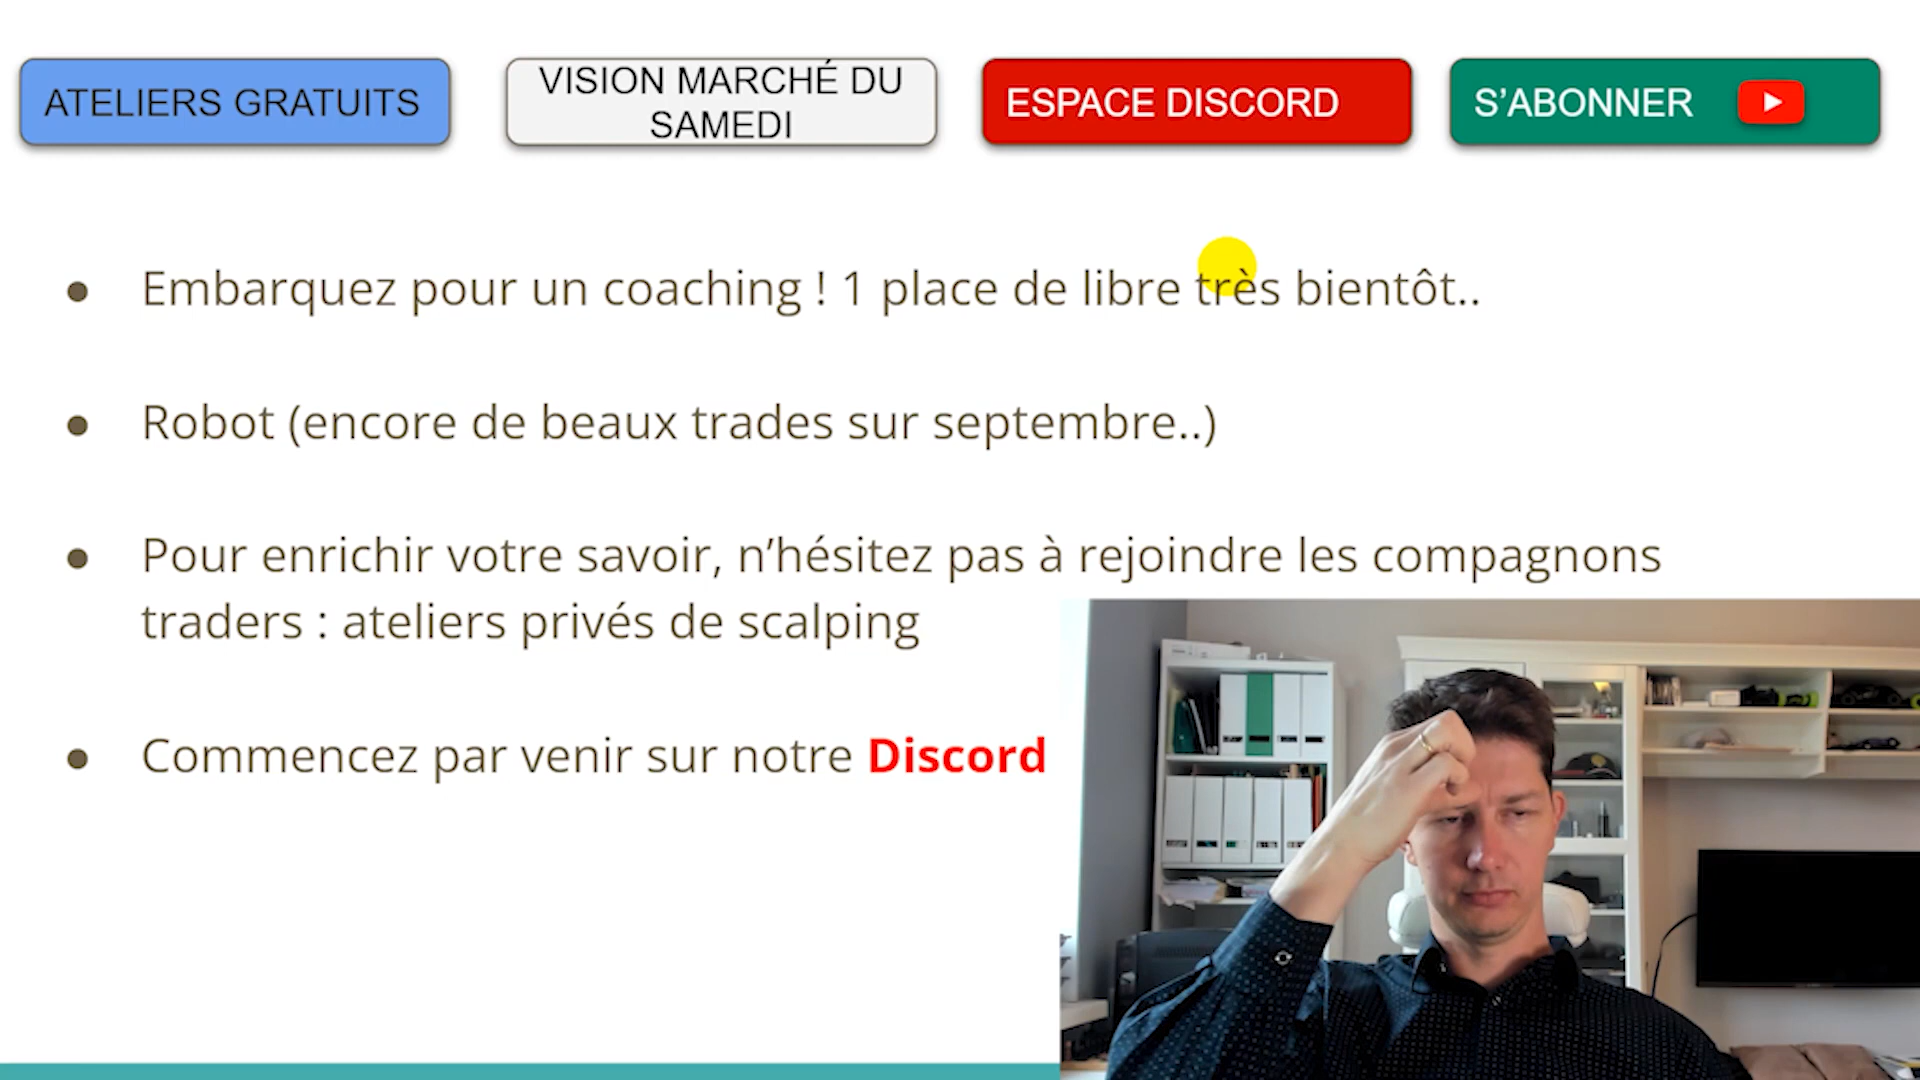 ATELIERS GRATUITS
VISION MARCHÉ DU
SAMEDI
ESPACE DISCORD
S’ABONNER
● Embarquez pour un coaching ! 1 place de libre très bientôt..
● Robot (encore de beaux trades sur septembre..)
● Pour enrichir votre savoir, n’hésitez pas à rejoindre les compagnons
traders : ateliers privés de scalping
● Commencez par venir sur notre Discord